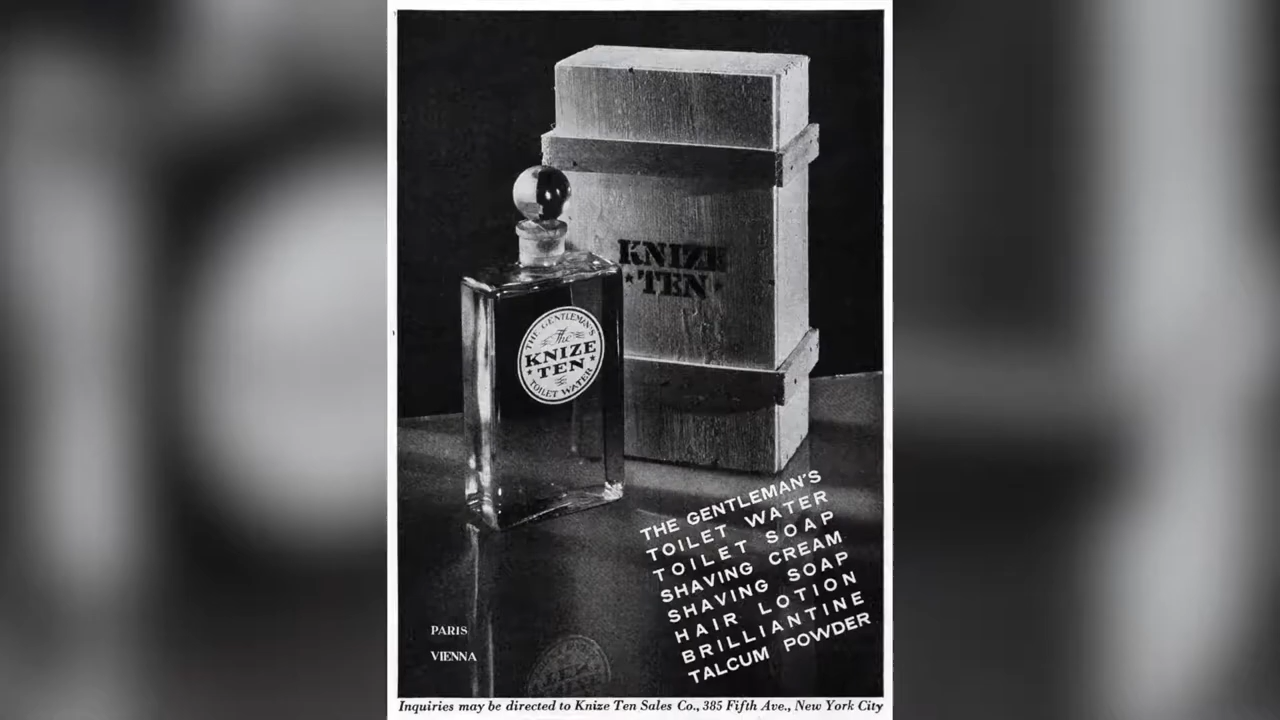 KNIZE
★TEN★
THE GENTLEMAN'S
The
KNIZE
★TEN★
TOILET WATER
THE GENTLEMAN'S
TOILET WATER
TOILET SOAP
SHAVING CREAM
SHAVING SOAP
HAIR LOTION
BRILLIANTINE
TALCUM POWDER
PARIS
VIENNA
Inquiries may be directed to Knize Ten Sales Co., 385 Fifth Ave., New York City